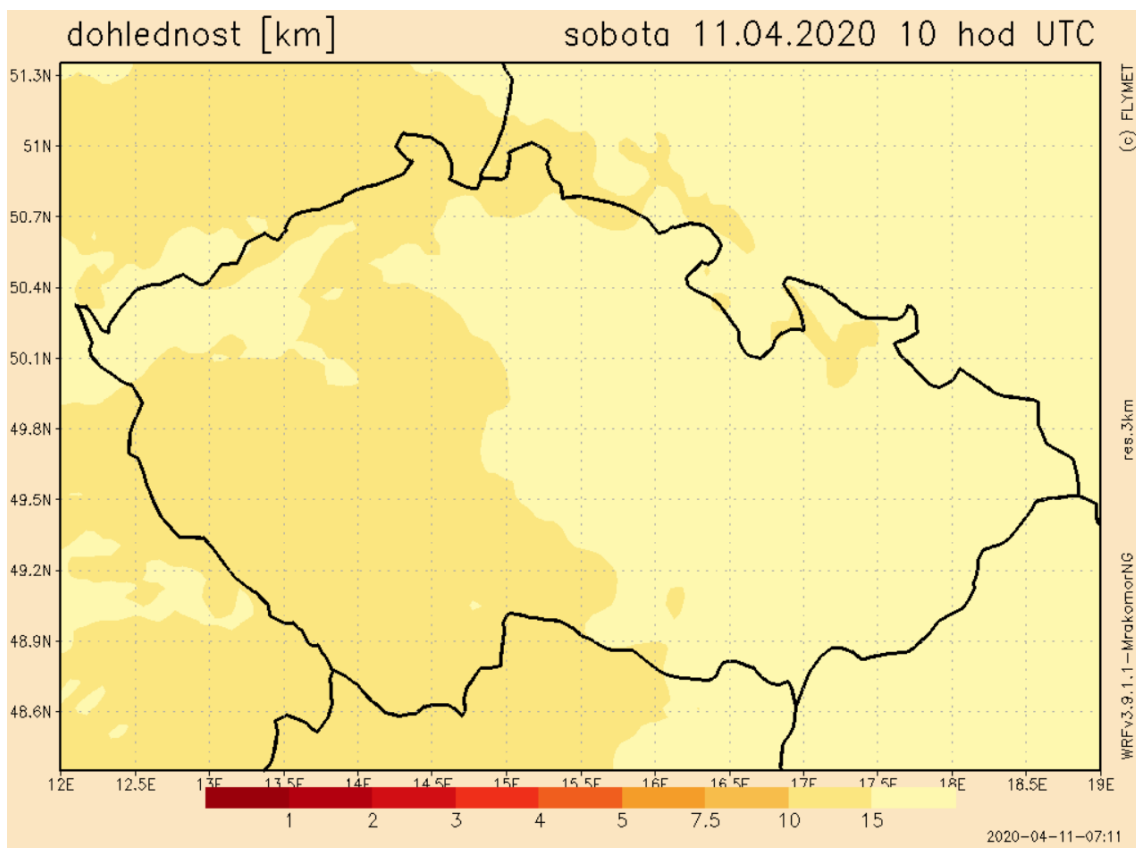 dohlednost [km]
sobota 11.04.2020 10 hod UTC
(c) FLYMET
51.3N
51N
50.7N
50.4N
50.1N
49.8N
49.5N
49.2N
48.9N
48.6N
res.3km
WRFv3.9.1.1-MrakomorNG
12E 12.5E 13E 13.5E 14E 14.5E 15E 15.5E 16E 16.5E 17E 17.5E 18E 18.5E 19E
1 2 3 4 5 7.5 10 15
2020-04-11-07:11